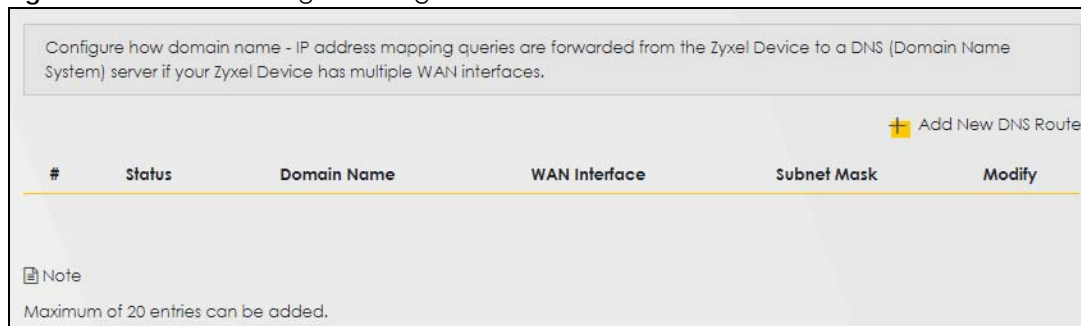 Configure how domain name - IP address mapping queries are forwarded from the Zyxel Device to a DNS (Domain Name
System) server if your Zyxel Device has multiple WAN interfaces.
Add New DNS Route
# Status Domain Name WAN Interface Subnet Mask Modify
Note
Maximum of 20 entries can be added.